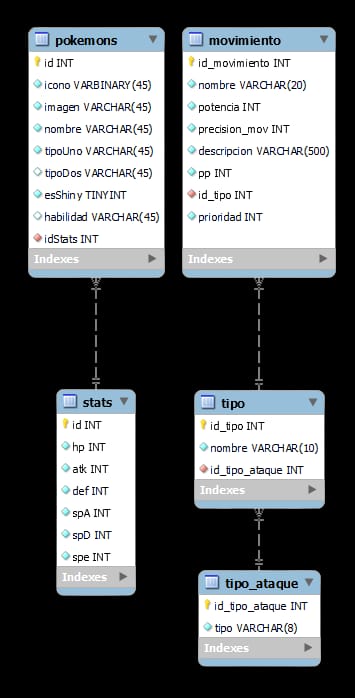 pokemons
id INT
icono VARBINARY(45)
imagen VARCHAR(45)
nombre VARCHAR(45)
tipoUno VARCHAR(45)
tipoDos VARCHAR(45)
esShiny TINYINT
habilidad VARCHAR(45)
idStats INT
Indexes
movimiento
id_movimiento INT
nombre VARCHAR(20)
potencia INT
precision_mov INT
descripcion VARCHAR(500)
pp INT
id_tipo INT
prioridad INT
Indexes
stats
id INT
hp INT
atk INT
def INT
spA INT
spD INT
spe INT
Indexes
tipo
id_tipo INT
nombre VARCHAR(10)
id_tipo_ataque INT
Indexes
tipo_ataque
id_tipo_ataque INT
tipo VARCHAR(8)
Indexes